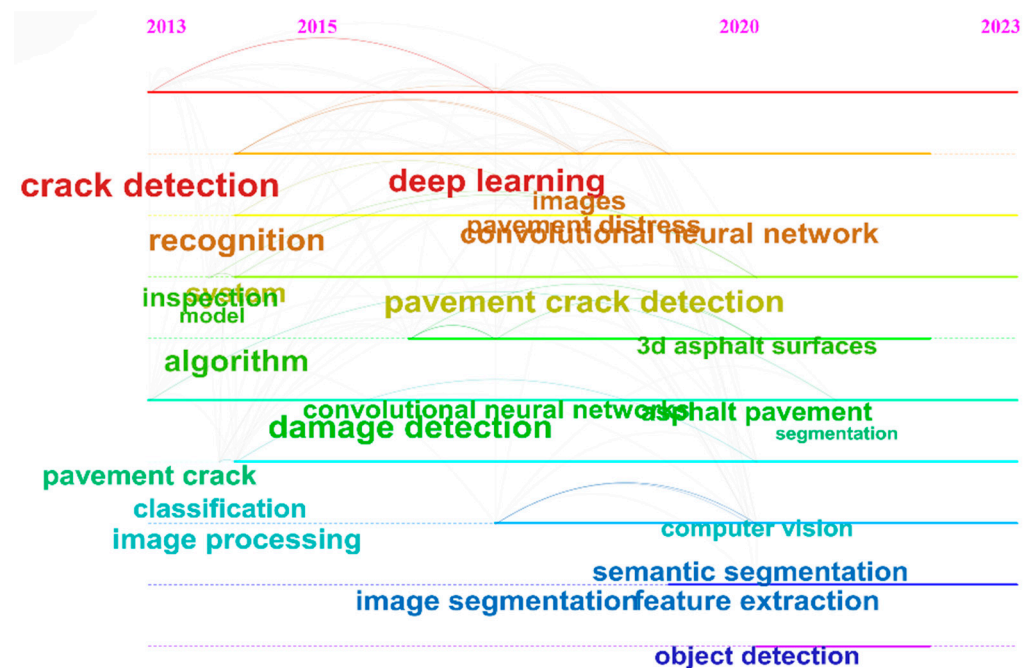 2013 2015 2020 2023
crack detection deep learning
images
pavement distress
recognition convolutional neural network
system
inspection pavement crack detection
model
3d asphalt surfaces
algorithm
convolutional neural networks asphalt pavement
damage detection segmentation
pavement crack
classification
computer vision
image processing
semantic segmentation
image segmentation feature extraction
object detection